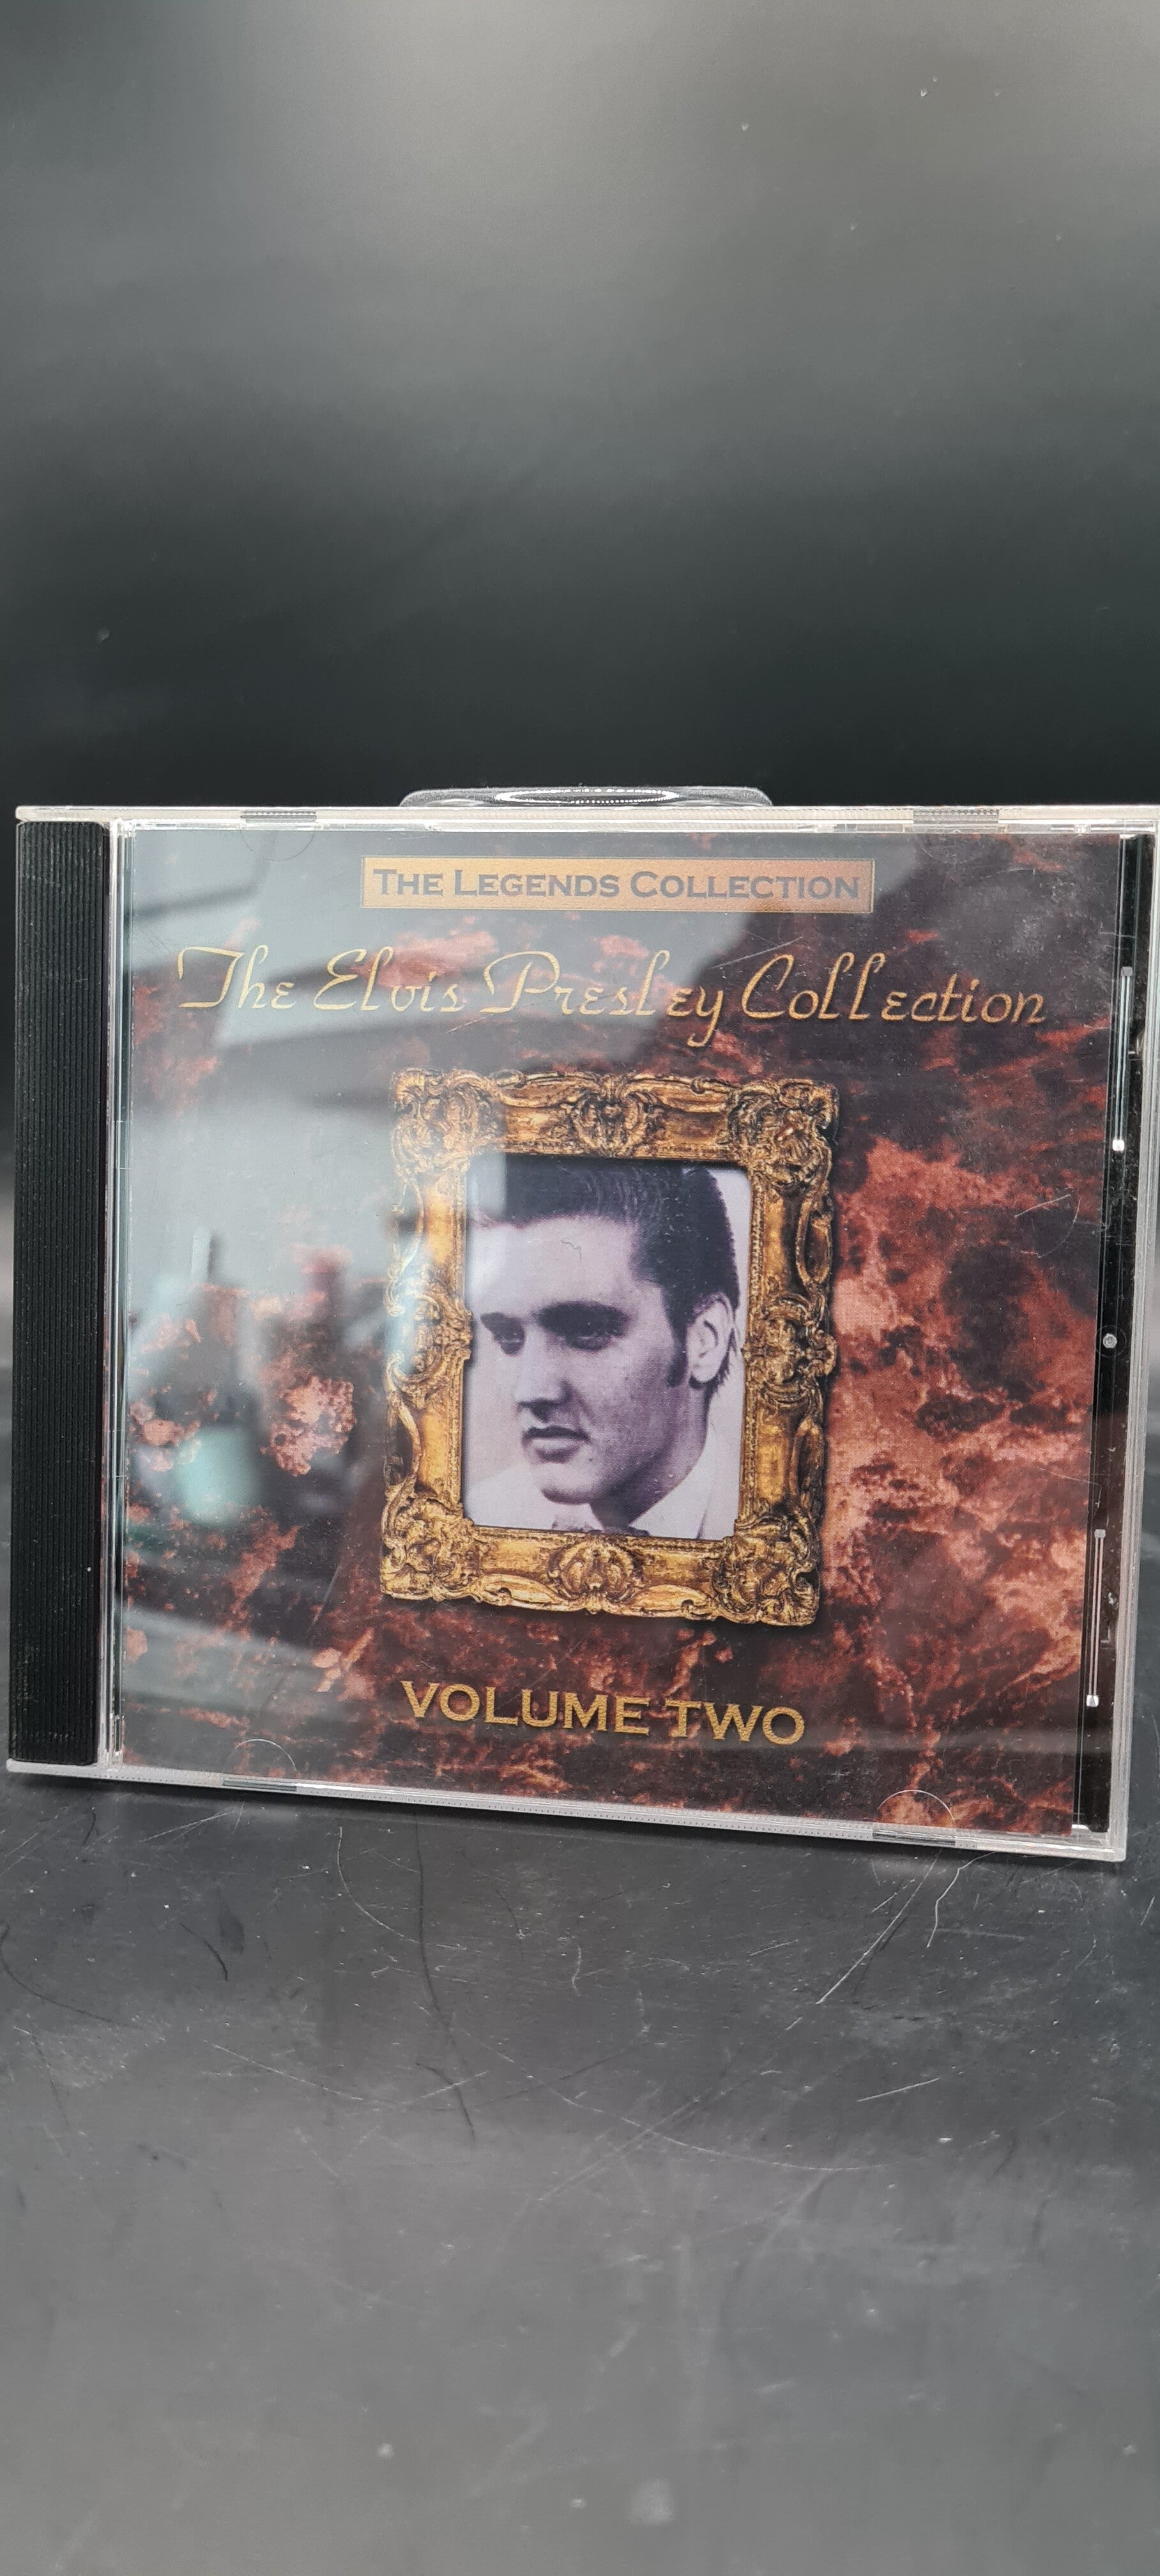 THE LEGENDS COLLECTION
The Elvis Presley Collection
VOLUME TWO